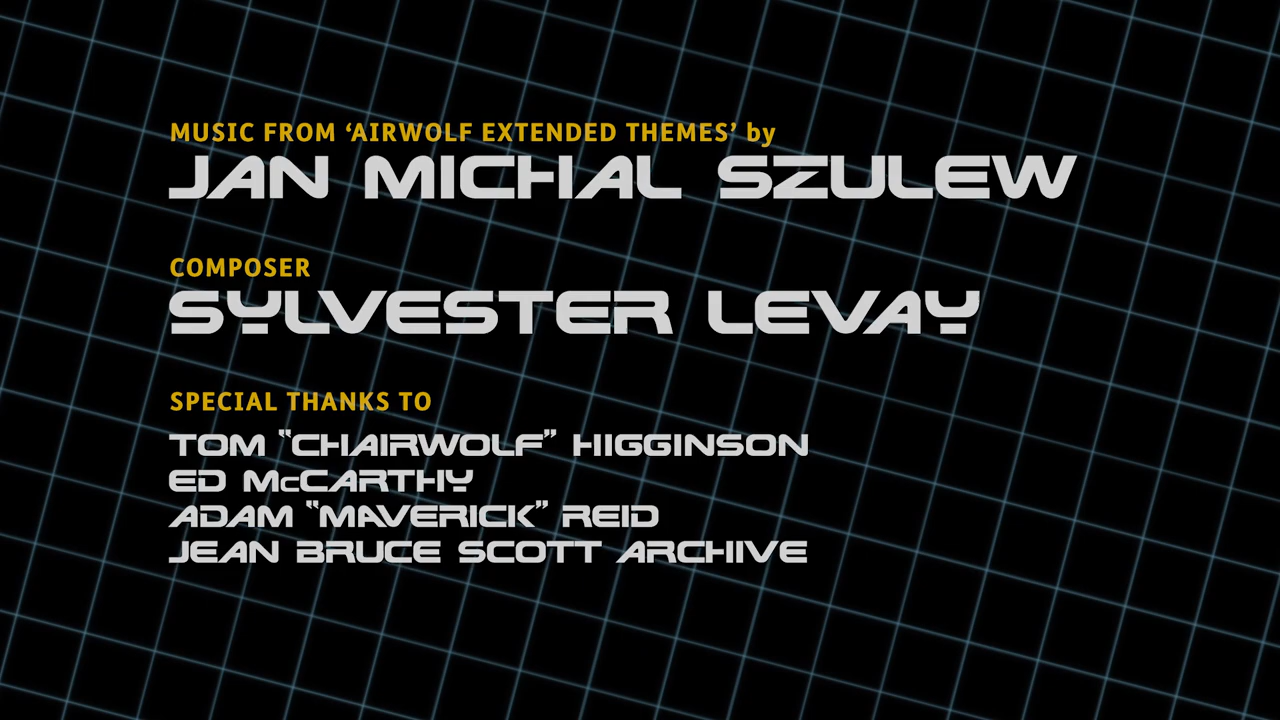 MUSIC FROM ‘AIRWOLF EXTENDED THEMES’ by
JAN MICHAL SZULEW
COMPOSER
SYLVESTER LEVAY
SPECIAL THANKS TO
TOM “CHAIRWOLF” HIGGINSON
ED McCARTHY
ADAM “MAVERICK” REID
JEAN BRUCE SCOTT ARCHIVE